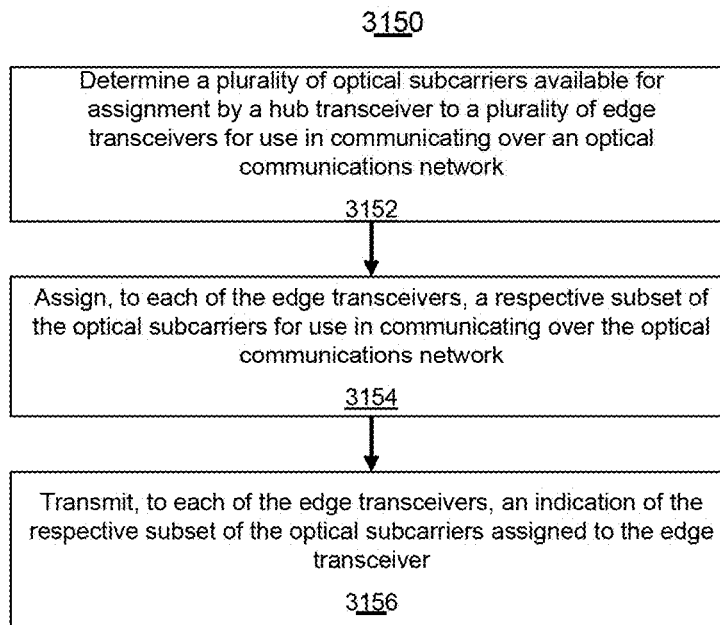 3150
Determine a plurality of optical subcarriers available for
assignment by a hub transceiver to a plurality of edge
transceivers for use in communicating over an optical
communications network
3152
Assign, to each of the edge transceivers, a respective subset of
the optical subcarriers for use in communicating over the optical
communications network
3154
Transmit, to each of the edge transceivers, an indication of the
respective subset of the optical subcarriers assigned to the edge
transceiver
3156